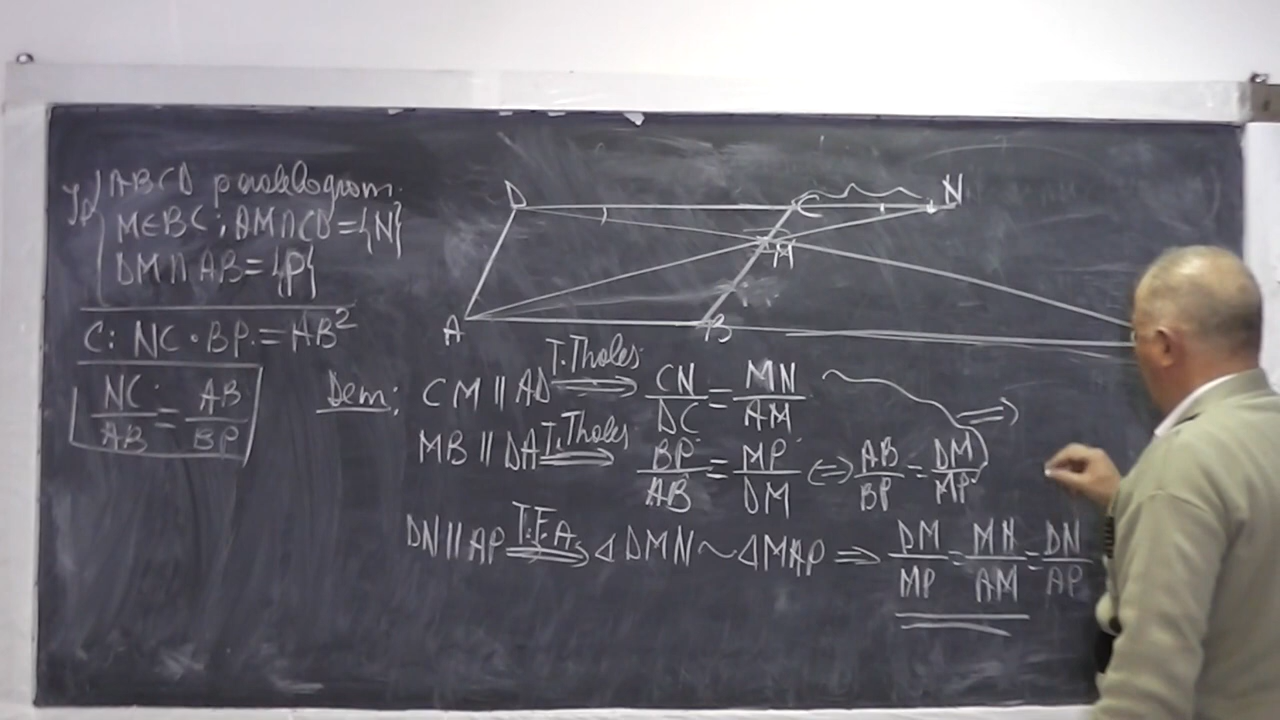 Ip ABCD paralelogram
M∈BC ; AM∩CD={N}
DM∩AB={P}
C: NC·BP=AB²
NC/AB = AB/BP
D C N
M
A B
Dem: CM || AD T.Thales ⟹ CN/DC = MN/AM ⟹
MB || DA T.Thales ⟹ BP/AB = MP/DM ⟺ AB/BP = DM/MP
DN || AP T.F.A. ⟹ △DMN ~ △MAP ⟹ DM/MP = MN/AM = DN/AP